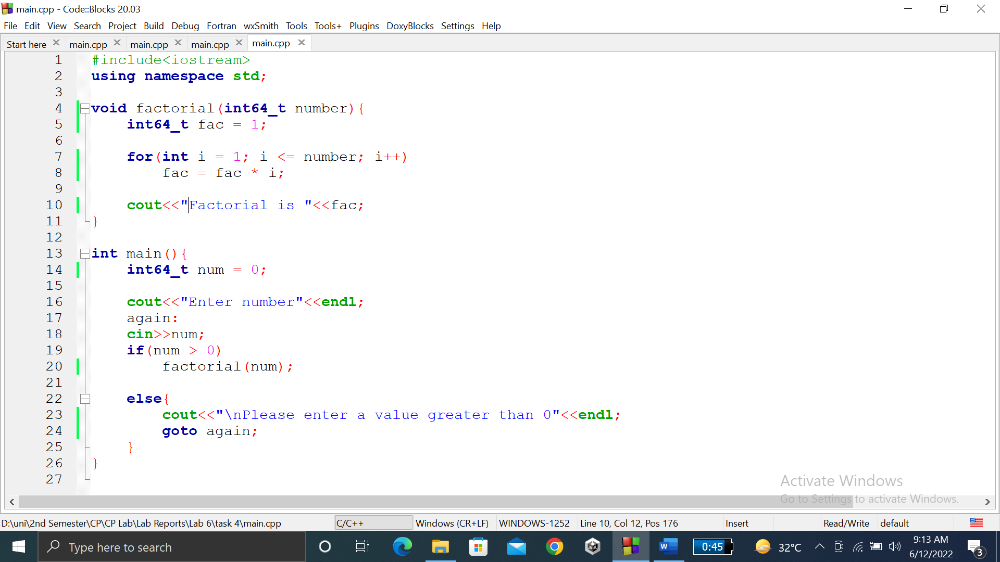 main.cpp - Code::Blocks 20.03
File Edit View Search Project Build Debug Fortran wxSmith Tools Tools+ Plugins DoxyBlocks Settings Help
Start here main.cpp main.cpp main.cpp main.cpp
1 #include<iostream>
2 using namespace std;
3
4 void factorial(int64_t number){
5 int64_t fac = 1;
6
7 for(int i = 1; i <= number; i++)
8 fac = fac * i;
9
10 cout<<"Factorial is "<<fac;
11 }
12
13 int main(){
14 int64_t num = 0;
15
16 cout<<"Enter number"<<endl;
17 again:
18 cin>>num;
19 if(num > 0)
20 factorial(num);
21
22 else{
23 cout<<"\nPlease enter a value greater than 0"<<endl;
24 goto again;
25 }
26 }
27
Activate Windows
Go to Settings to activate Windows.
D:\uni\2nd Semester\CP\CP Lab\Lab Reports\Lab 6\task 4\main.cpp C/C++ Windows (CR+LF) WINDOWS-1252 Line 10, Col 12, Pos 176 Insert Read/Write default
Type here to search 0:45 32°C 9:13 AM
6/12/2022 3